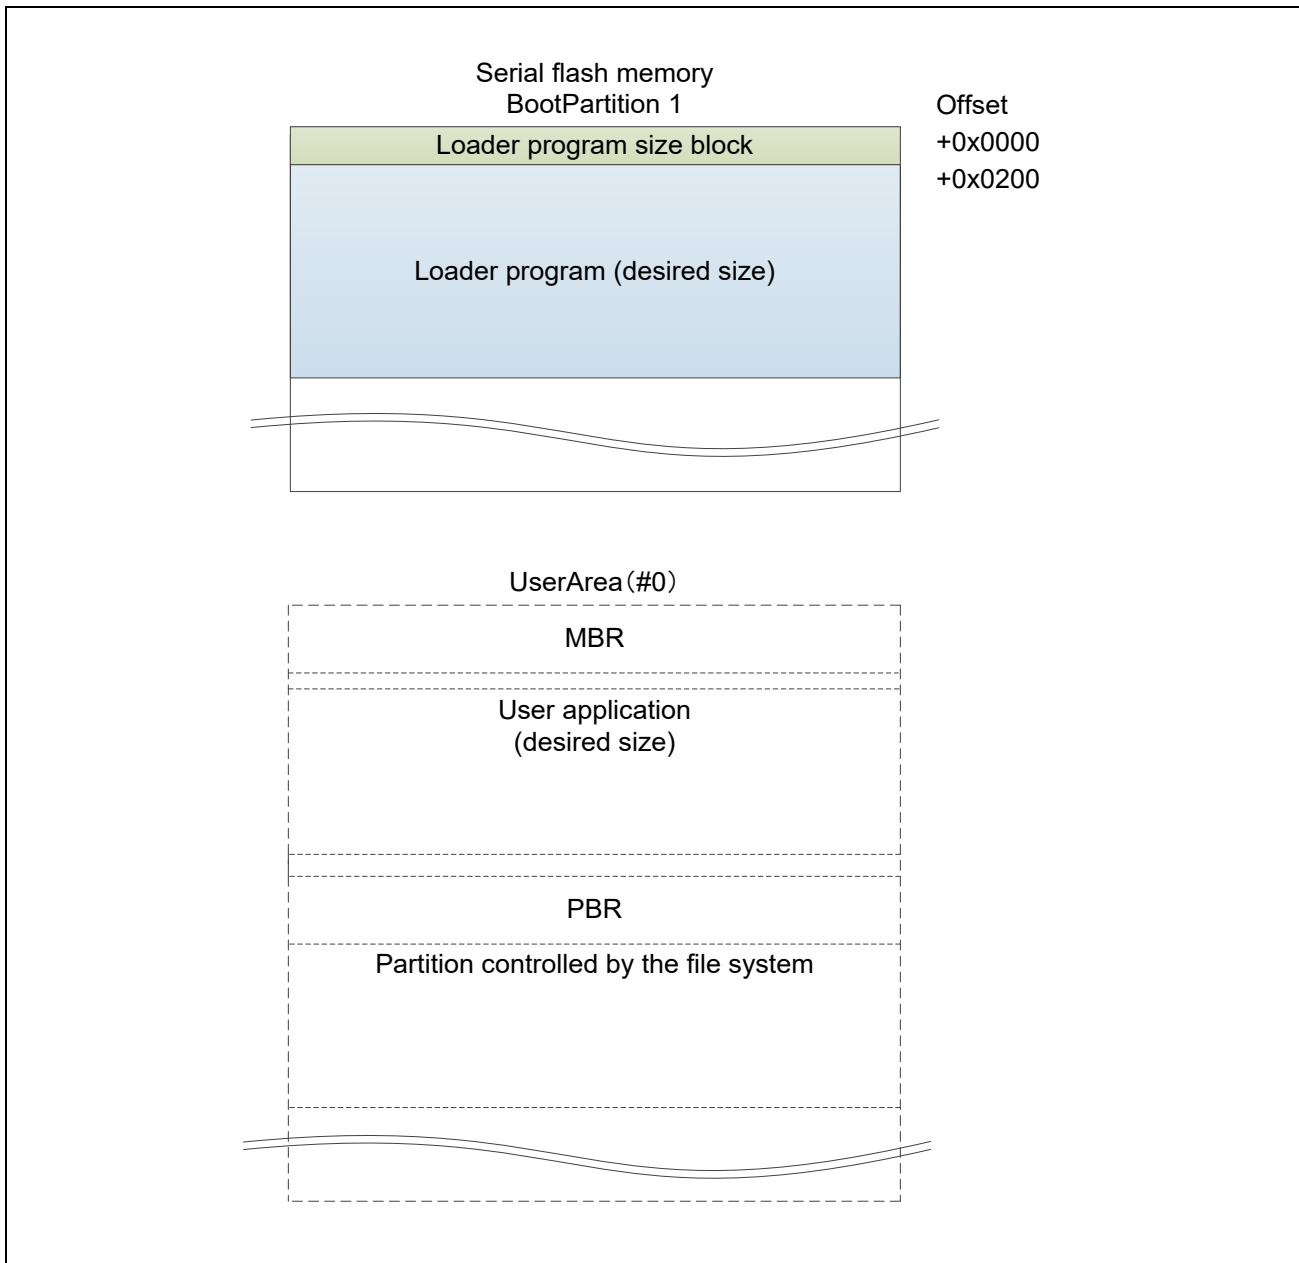 Serial flash memory
BootPartition 1
Offset
Loader program size block
+0x0000
+0x0200
Loader program (desired size)
UserArea（#0）
MBR
User application
(desired size)
PBR
Partition controlled by the file system